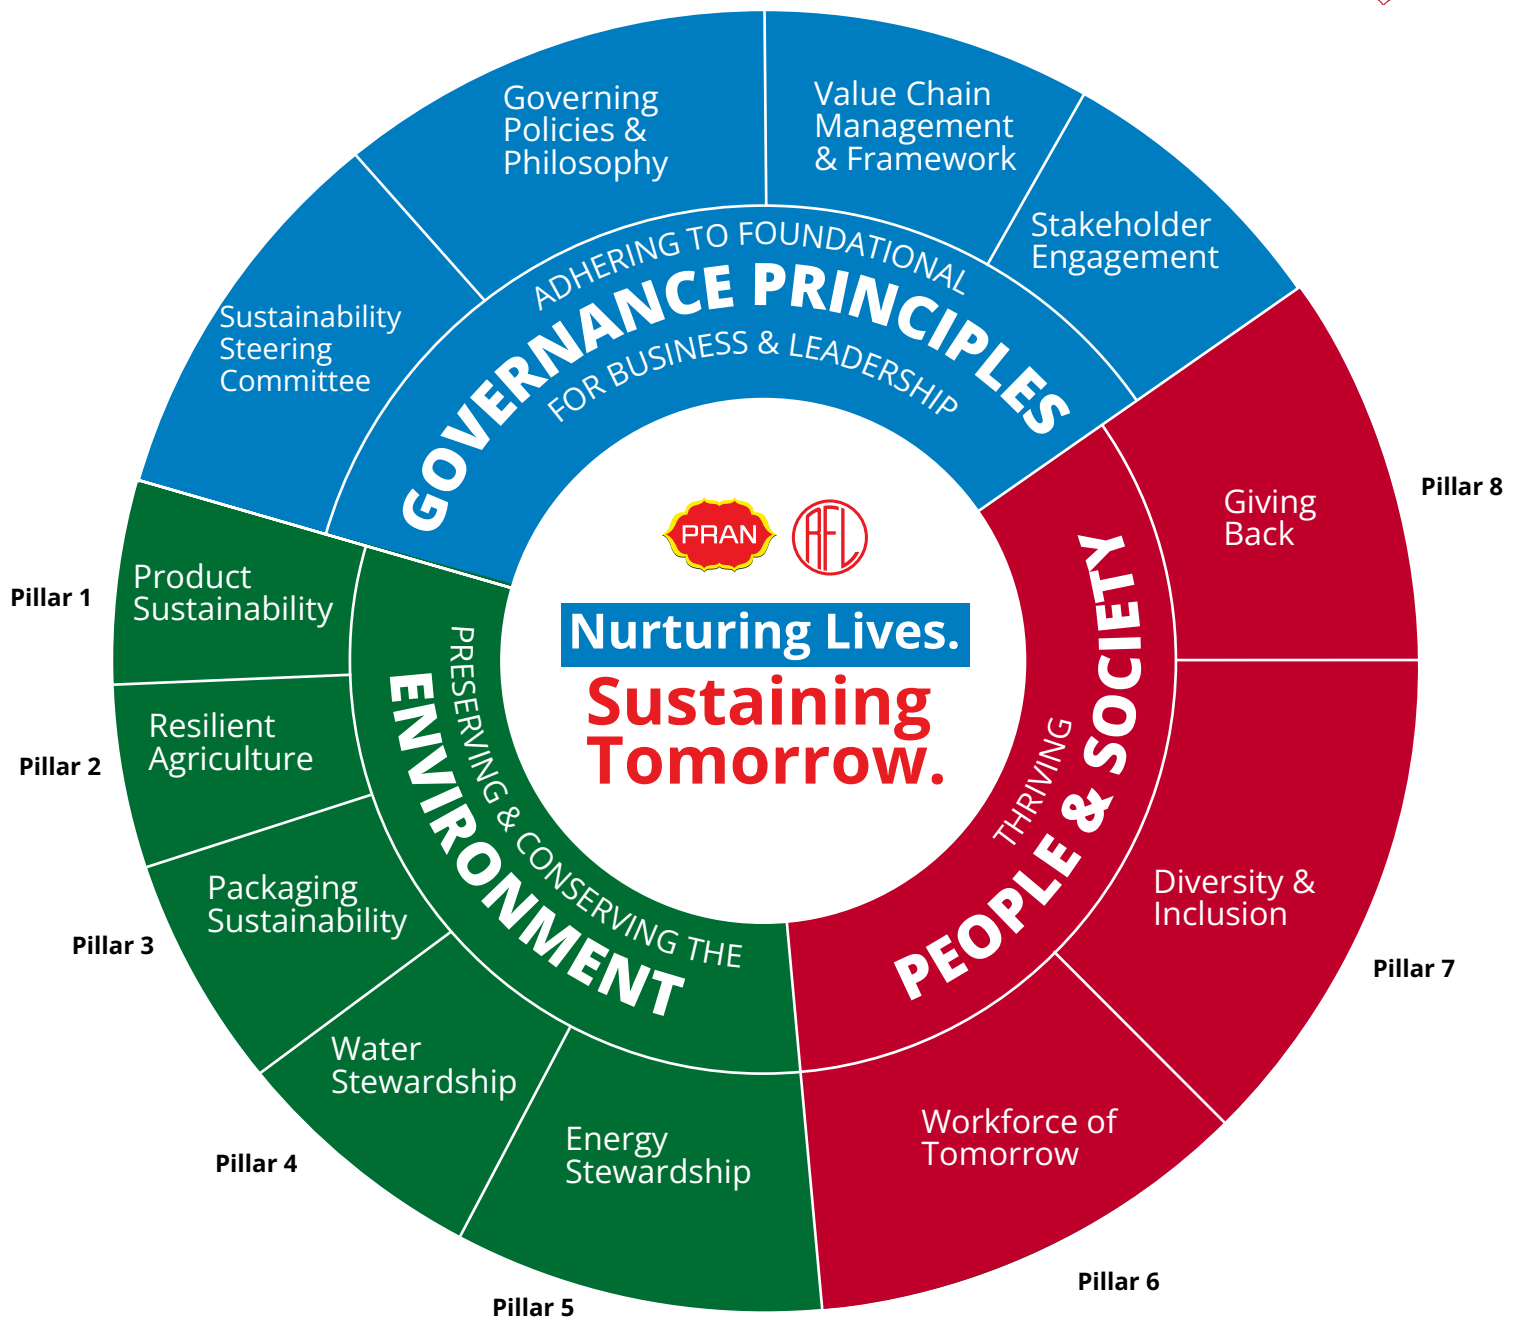 Governing
Policies &
Philosophy
Value Chain
Management
& Framework
Stakeholder
Engagement
Sustainability
Steering
Committee
ADHERING TO FOUNDATIONAL
GOVERNANCE PRINCIPLES
FOR BUSINESS & LEADERSHIP
PRAN
RFL
Nurturing Lives.
Sustaining
Tomorrow.
Pillar 1
Product
Sustainability
Pillar 2
Resilient
Agriculture
Pillar 3
Packaging
Sustainability
Pillar 4
Water
Stewardship
Pillar 5
Energy
Stewardship
PRESERVING & CONSERVING THE
ENVIRONMENT
THRIVING
PEOPLE & SOCIETY
Workforce of
Tomorrow
Pillar 6
Diversity &
Inclusion
Pillar 7
Giving
Back
Pillar 8